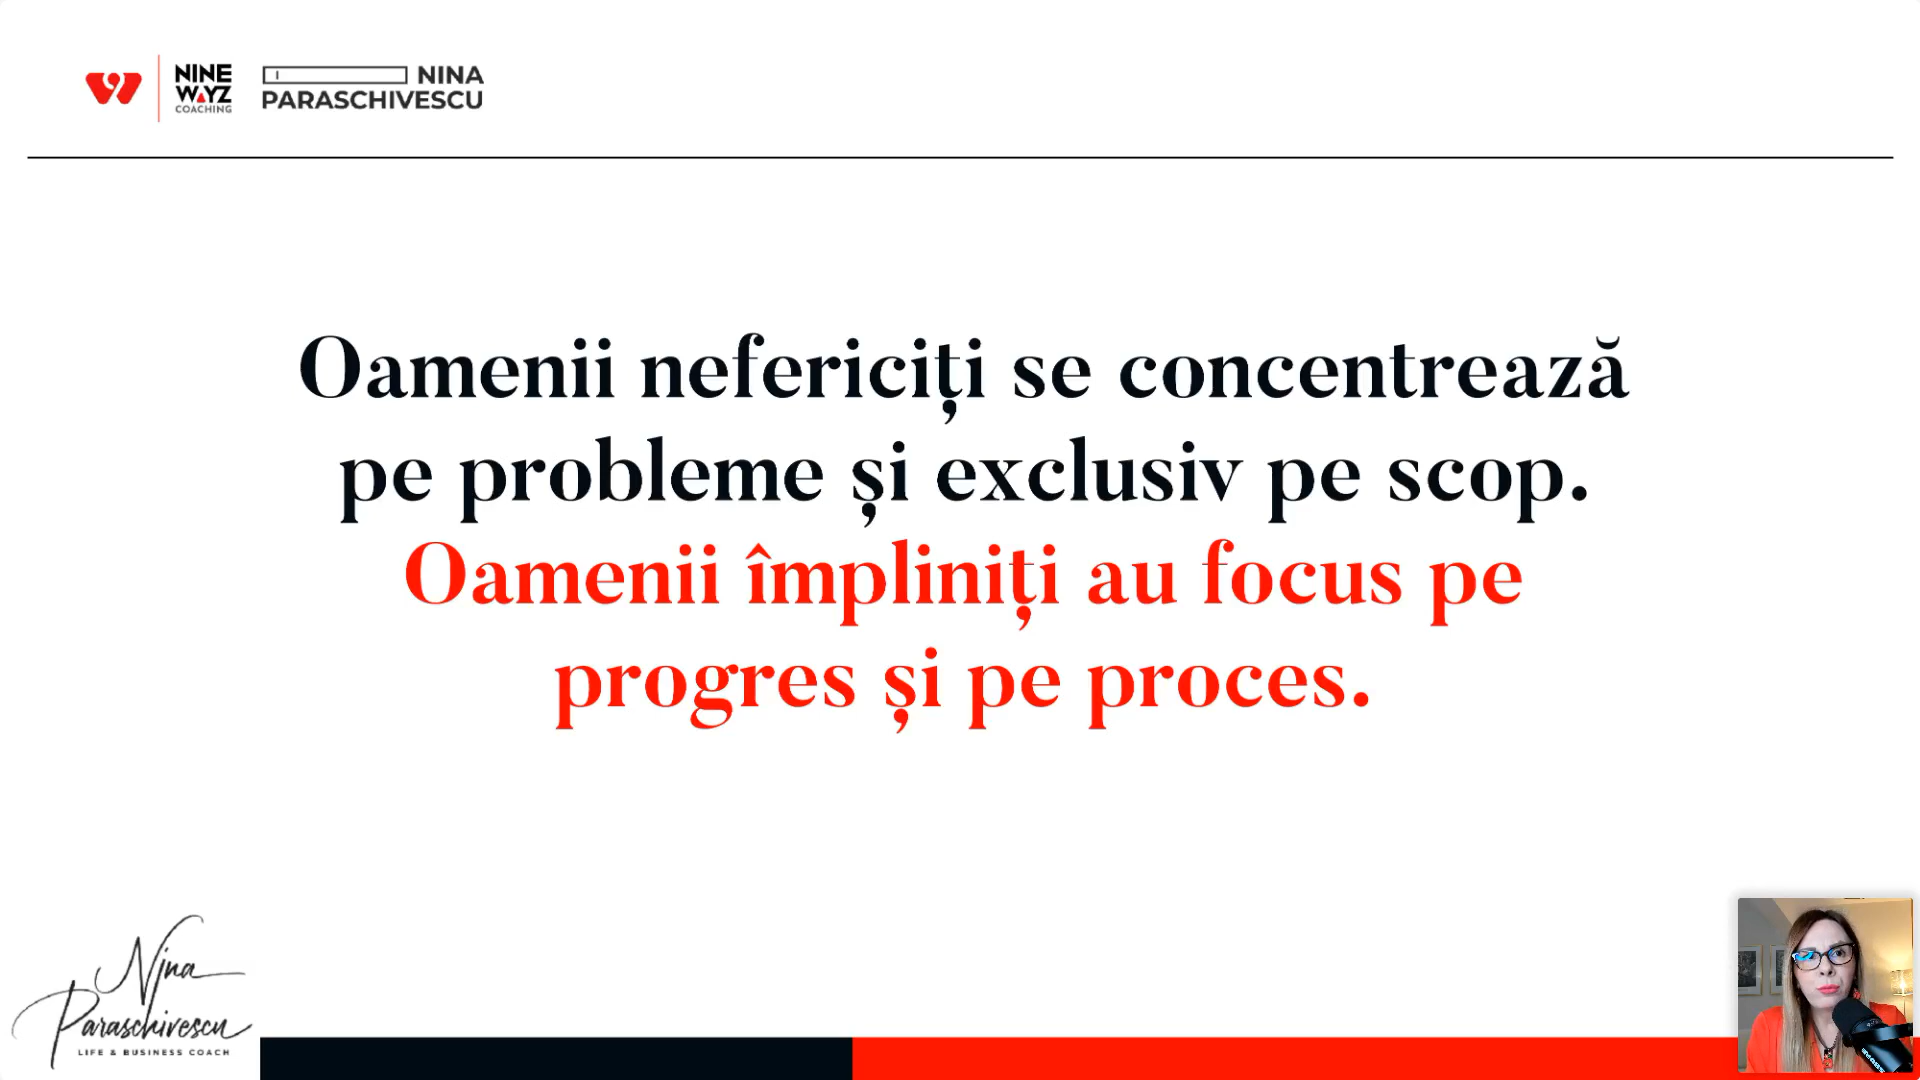 NINE
WAYZ
COACHING
NINA
PARASCHIVESCU
Oamenii nefericiți se concentrează
pe probleme și exclusiv pe scop.
Oamenii împliniți au focus pe
progres și pe proces.
Nina
Paraschivescu
LIFE & BUSINESS COACH